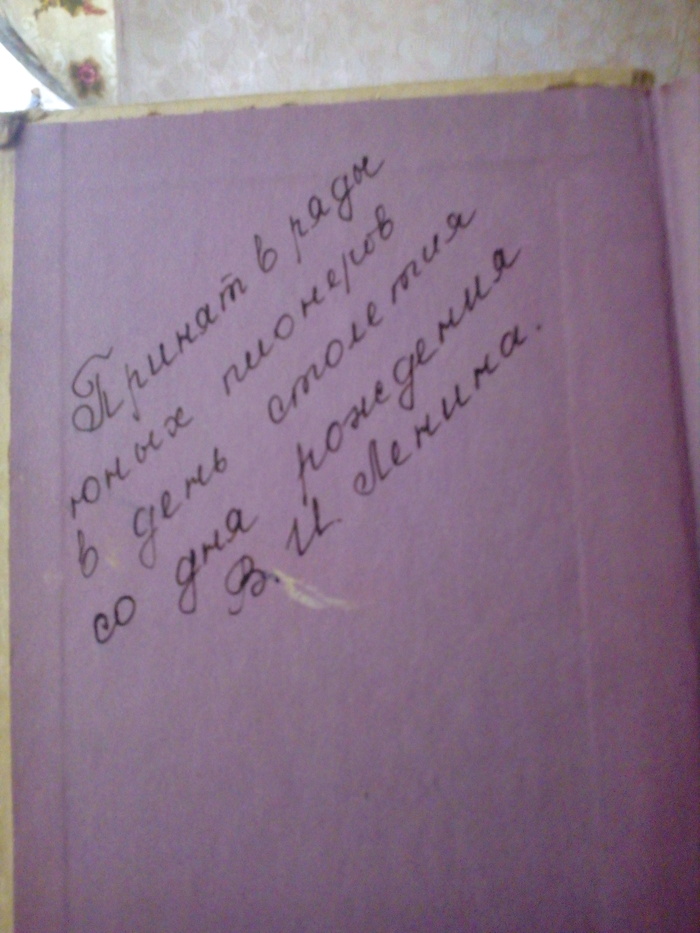 Принят в ряды
юных пионеров
в день столетия
со дня рождения
В. И. Ленина.